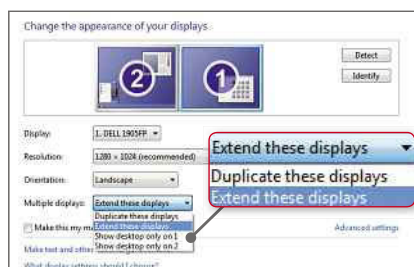 Change the appearance of your displays
2
1
Detect
Identify
Display:
1. DELL 1905FP
Resolution:
1280 × 1024 (recommended)
Orientation:
Landscape
Multiple displays:
Extend these displays
Duplicate these displays
Extend these displays
Show desktop only on 1
Show desktop only on 2
Extend these displays
Duplicate these displays
Extend these displays
Make this my m
Advanced settings
Make text and other
What display settings should I choose?